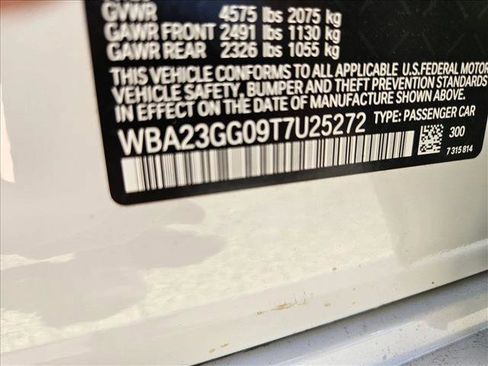 GVWR 4575 lbs 2075 kg
GAWR FRONT 2491 lbs 1130 kg
GAWR REAR 2326 lbs 1055 kg
THIS VEHICLE CONFORMS TO ALL APPLICABLE U.S.FEDERAL MOTOR
VEHICLE SAFETY, BUMPER AND THEFT PREVENTION STANDARDS
IN EFFECT ON THE DATE OF MANUFACTURE SHOWN ABOVE.
WBA23GG09T7U25272 TYPE: PASSENGER CAR
300
7 315 814